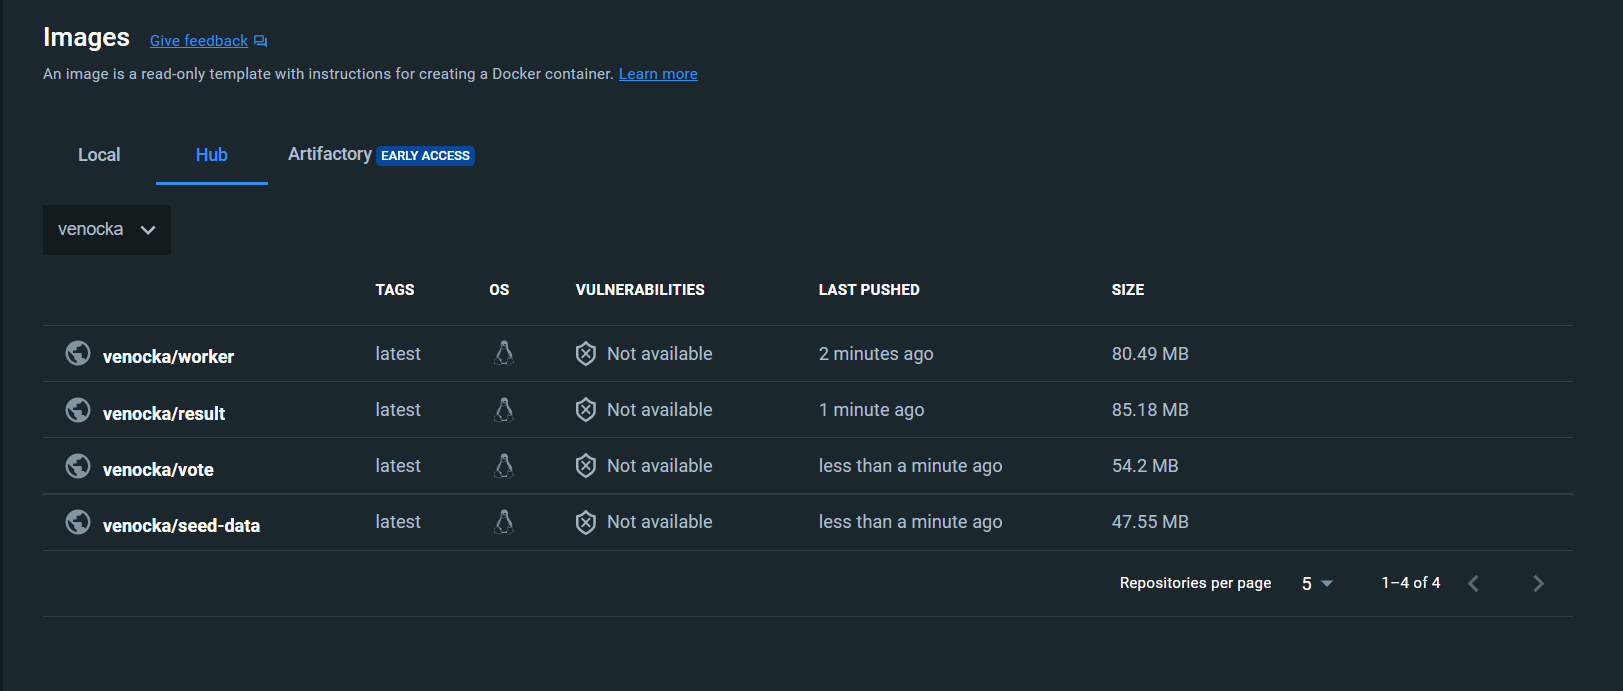 Images Give feedback
An image is a read-only template with instructions for creating a Docker container. Learn more
Local Hub Artifactory EARLY ACCESS
venocka
TAGS OS VULNERABILITIES LAST PUSHED SIZE
venocka/worker latest Not available 2 minutes ago 80.49 MB
venocka/result latest Not available 1 minute ago 85.18 MB
venocka/vote latest Not available less than a minute ago 54.2 MB
venocka/seed-data latest Not available less than a minute ago 47.55 MB
Repositories per page 5 1–4 of 4